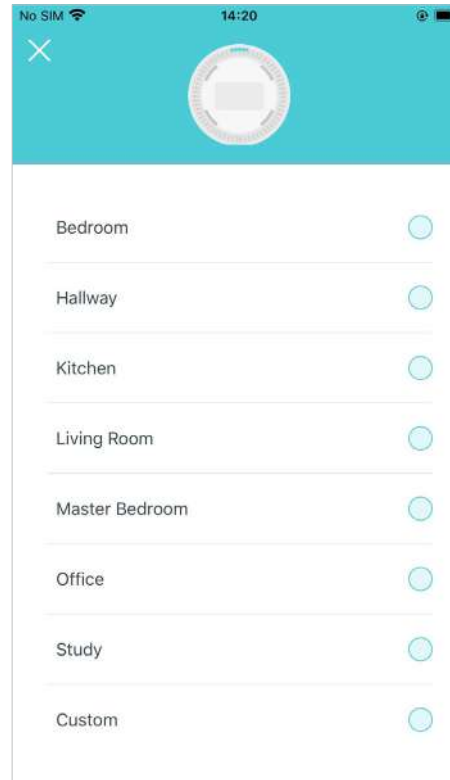 No SIM 14:20
Bedroom
Hallway
Kitchen
Living Room
Master Bedroom
Office
Study
Custom